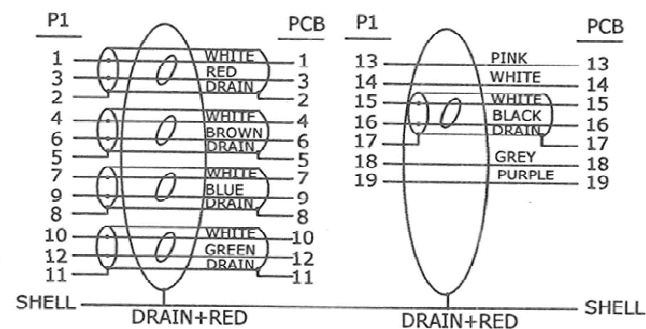 P1 PCB
1 WHITE 1
3 RED 3
2 DRAIN 2
4 WHITE 4
6 BROWN 6
5 DRAIN 5
7 WHITE 7
9 BLUE 9
8 DRAIN 8
10 WHITE 10
12 GREEN 12
11 DRAIN 11
P1 PCB
13 PINK 13
14 WHITE 14
15 WHITE 15
16 BLACK 16
17 DRAIN 17
18 GREY 18
19 PURPLE 19
SHELL SHELL
DRAIN+RED DRAIN+RED